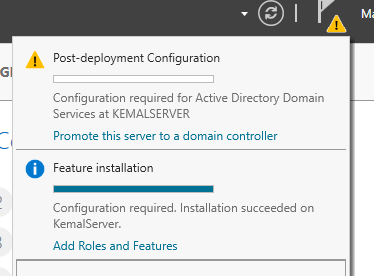 Ma
Post-deployment Configuration
Configuration required for Active Directory Domain
Services at KEMALSERVER
Promote this server to a domain controller
Feature installation
Configuration required. Installation succeeded on
KemalServer.
Add Roles and Features